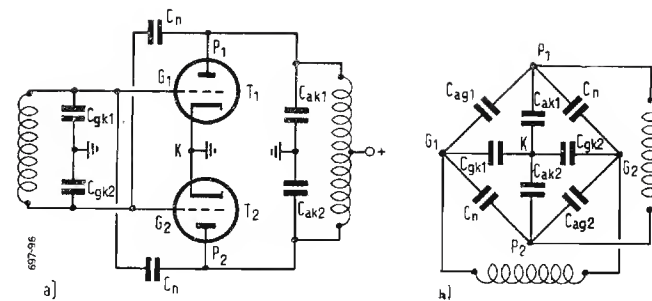 Cn
P1
G1
T1
Cgk1
Cak1
K
+
Cgk2
Cak2
G2
T2
P2
Cn
697-96
a)
P1
Cag1
Cak1
Cn
G1
K
G2
Cgk1
Cgk2
Cak2
Cn
Cag2
P2
b)